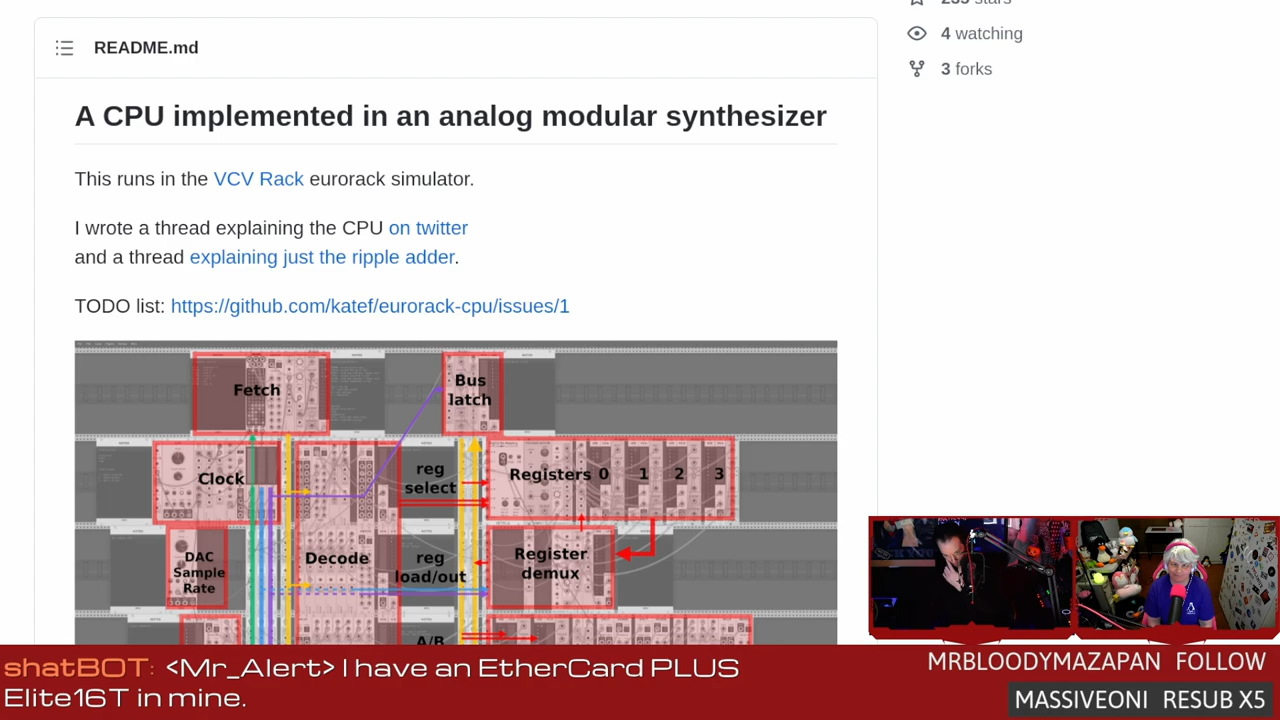 235 stars
README.md
4 watching
3 forks
A CPU implemented in an analog modular synthesizer
This runs in the VCV Rack eurorack simulator.
I wrote a thread explaining the CPU on twitter
and a thread explaining just the ripple adder.
TODO list: https://github.com/katef/eurorack-cpu/issues/1
Fetch
Bus
latch
Clock
reg
select
Registers 0 1 2 3
DAC
Sample
Rate
Decode
reg
load/out
Register
demux
A/B
shatBOT: <Mr_Alert> I have an EtherCard PLUS
Elite16T in mine.
MRBLOODYMAZAPAN FOLLOW
MASSIVEONI RESUB X5